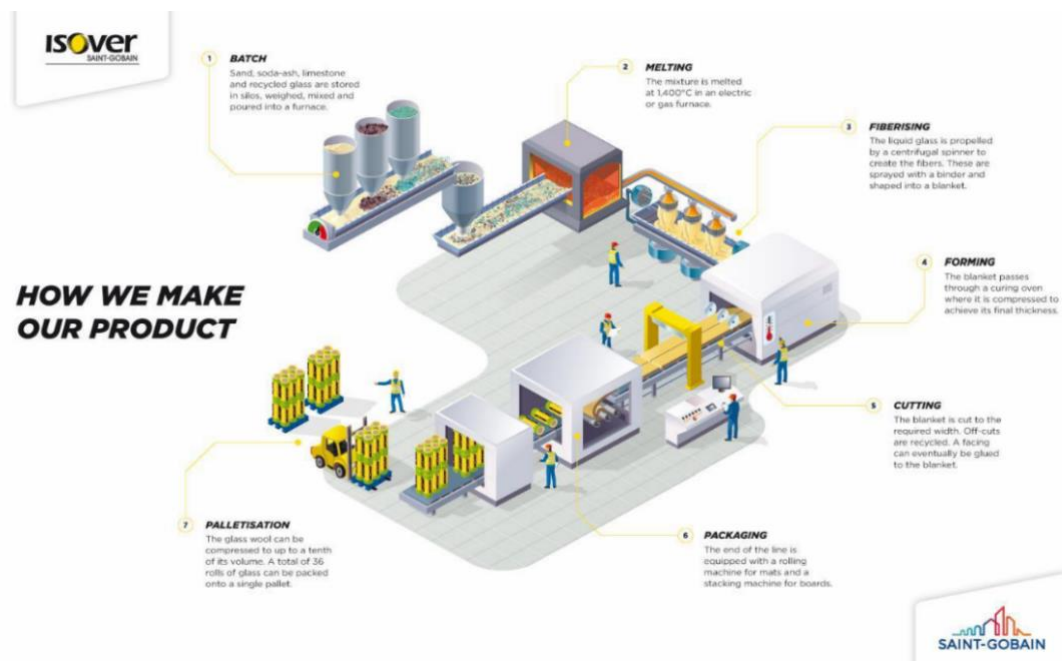 ISOVER
SAINT-GOBAIN
1
BATCH
Sand, soda-ash, limestone
and recycled glass are stored
in silos, weighed, mixed and
poured into a furnace.
2
MELTING
The mixture is melted
at 1,400°C in an electric
or gas furnace.
3
FIBERISING
The liquid glass is propelled
by a centrifugal spinner to
create the fibers. These are
sprayed with a binder and
shaped into a blanket.
4
FORMING
The blanket passes
through a curing oven
where it is compressed to
achieve its final thickness.
HOW WE MAKE
OUR PRODUCT
5
CUTTING
The blanket is cut to the
required width. Off-cuts
are recycled. A facing
can eventually be glued
to the blanket.
6
PACKAGING
The end of the line is
equipped with a rolling
machine for mats and a
stacking machine for boards.
7
PALLETISATION
The glass wool can be
compressed to up to a tenth
of its volume. A total of 36
rolls of glass can be packed
onto a single pallet.
SAINT-GOBAIN